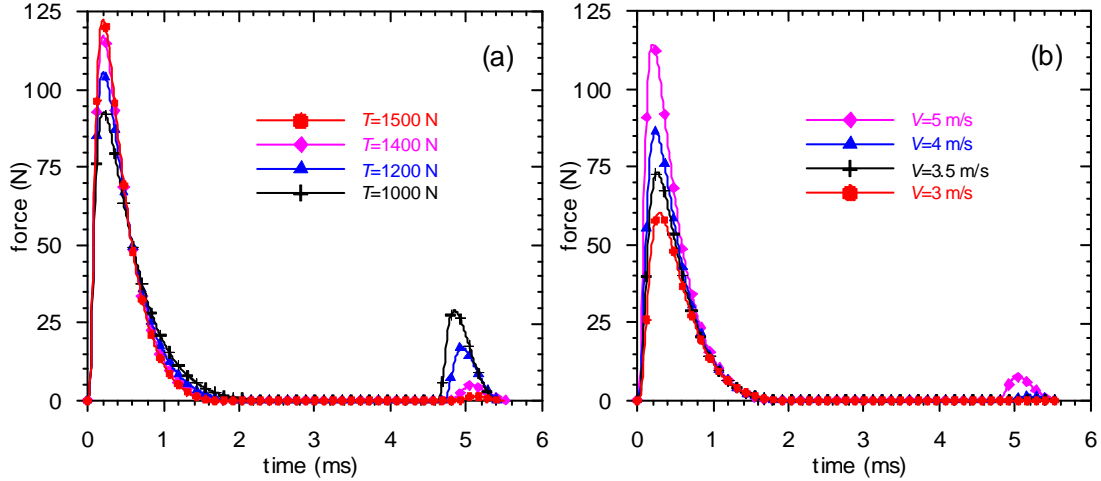 125
100
75
50
25
0
force (N)
(a)
T=1500 N
T=1400 N
T=1200 N
T=1000 N
0 1 2 3 4 5 6
time (ms)
125
100
75
50
25
0
force (N)
(b)
V=5 m/s
V=4 m/s
V=3.5 m/s
V=3 m/s
0 1 2 3 4 5 6
time (ms)